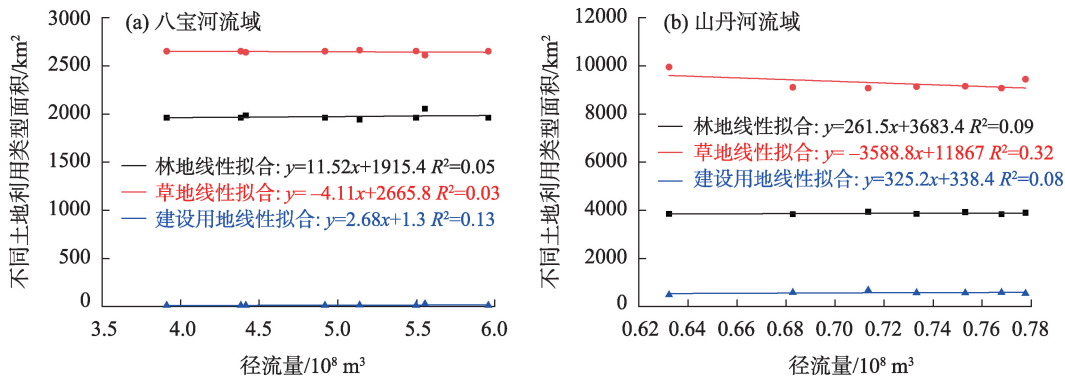 (a) 八宝河流域
不同土地利用类型面积/km²
3000
2500
2000
1500
1000
500
0
林地线性拟合: y=11.52x+1915.4 R²=0.05
草地线性拟合: y= –4.11x+2665.8 R²=0.03
建设用地线性拟合: y=2.68x+1.3 R²=0.13
3.5 4.0 4.5 5.0 5.5 6.0
径流量/10⁸ m³
(b) 山丹河流域
不同土地利用类型面积/km²
12000
10000
8000
6000
4000
2000
0
林地线性拟合: y=261.5x+3683.4 R²=0.09
草地线性拟合: y= –3588.8x+11867 R²=0.32
建设用地线性拟合: y=325.2x+338.4 R²=0.08
0.62 0.64 0.66 0.68 0.70 0.72 0.74 0.76 0.78
径流量/10⁸ m³